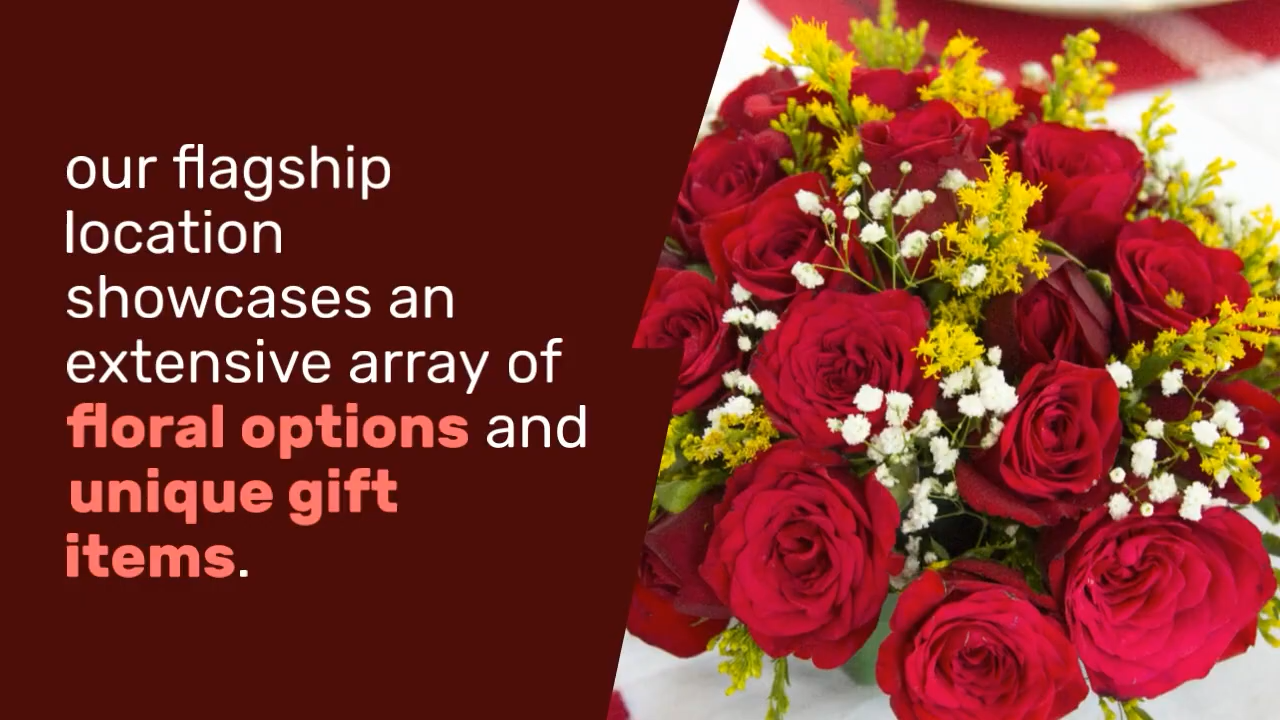 our flagship
location
showcases an
extensive array of
floral options and
unique gift
items.